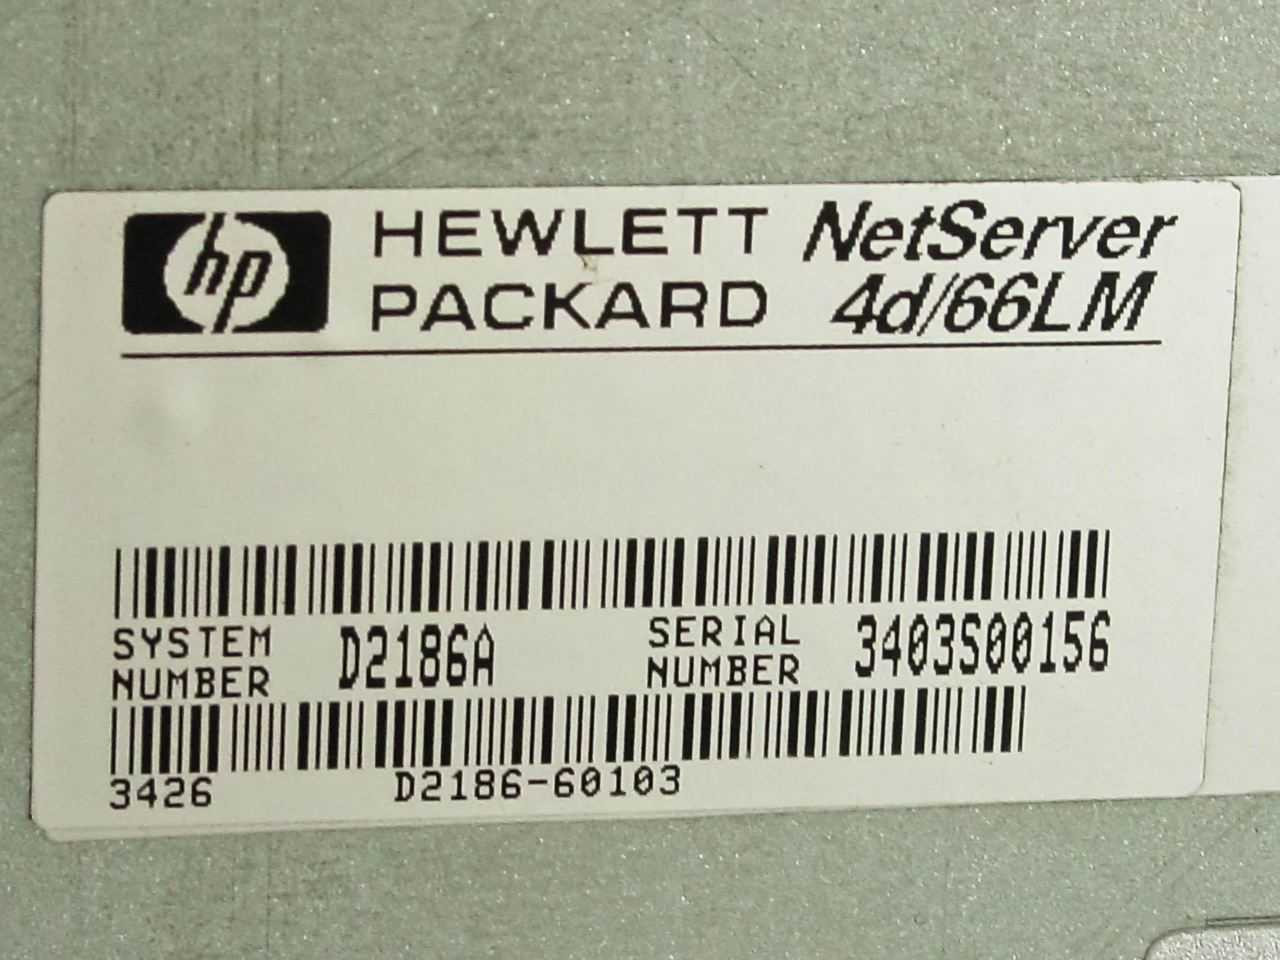 hp HEWLETT PACKARD NetServer 4d/66LM
SYSTEM NUMBER D2186A SERIAL NUMBER 3403S00156
3426 D2186-60103